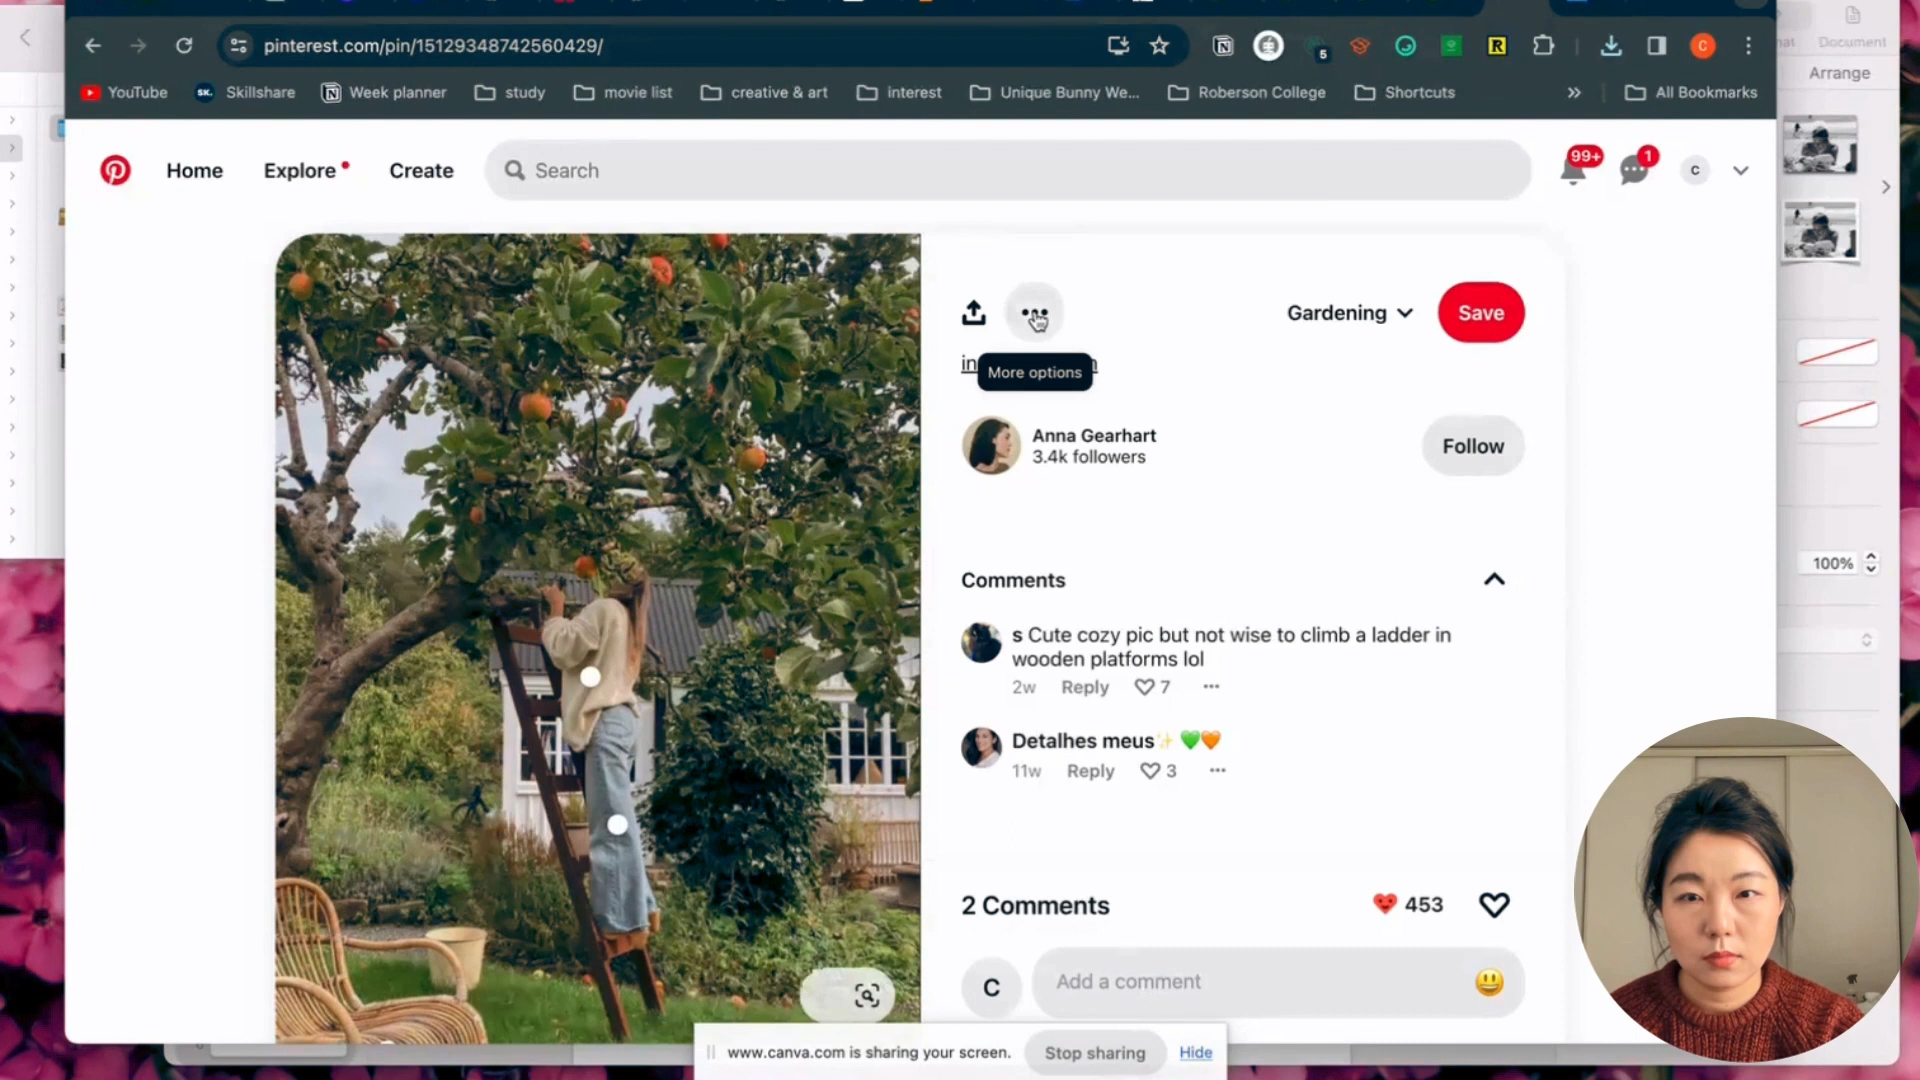 pinterest.com/pin/15129348742560429/
5
R
C
Document
YouTube
SK.
Skillshare
Week planner
study
movie list
creative & art
interest
Unique Bunny We...
Roberson College
Shortcuts
All Bookmarks
Arrange
Home
Explore
Create
Search
99+
1
C
Gardening
Save
More options
Anna Gearhart
3.4k followers
Follow
100%
Comments
s Cute cozy pic but not wise to climb a ladder in
wooden platforms lol
2w Reply 7
Detalhes meus✨ 💚🧡
11w Reply 3
2 Comments
453
C
Add a comment
www.canva.com is sharing your screen.
Stop sharing
Hide